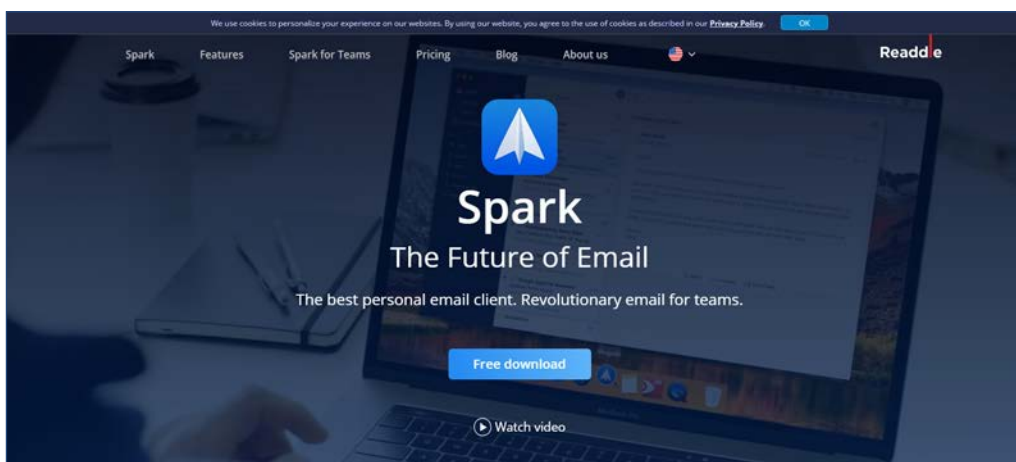 We use cookies to personalize your experience on our websites. By using our website, you agree to the use of cookies as described in our Privacy Policy. OK
Spark Features Spark for Teams Pricing Blog About us Readdle
Spark
The Future of Email
The best personal email client. Revolutionary email for teams.
Free download
Watch video